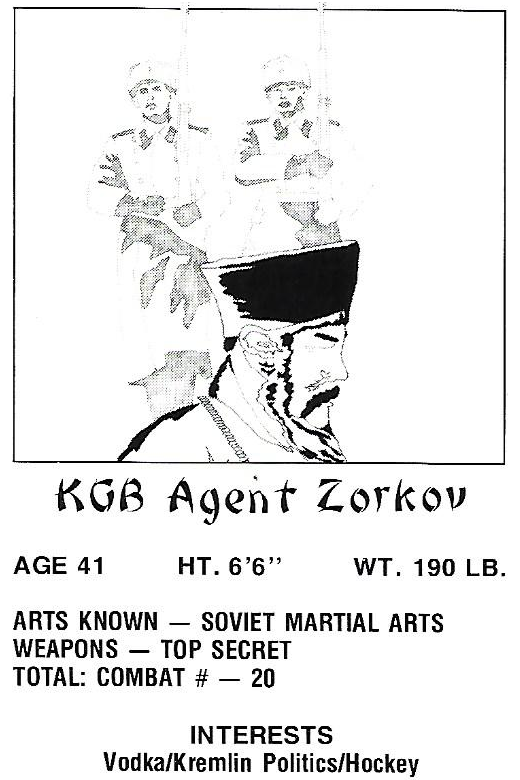 KGB Agent Zorkov
AGE 41 HT. 6'6" WT. 190 LB.
ARTS KNOWN — SOVIET MARTIAL ARTS
WEAPONS — TOP SECRET
TOTAL: COMBAT # — 20
INTERESTS
Vodka/Kremlin Politics/Hockey